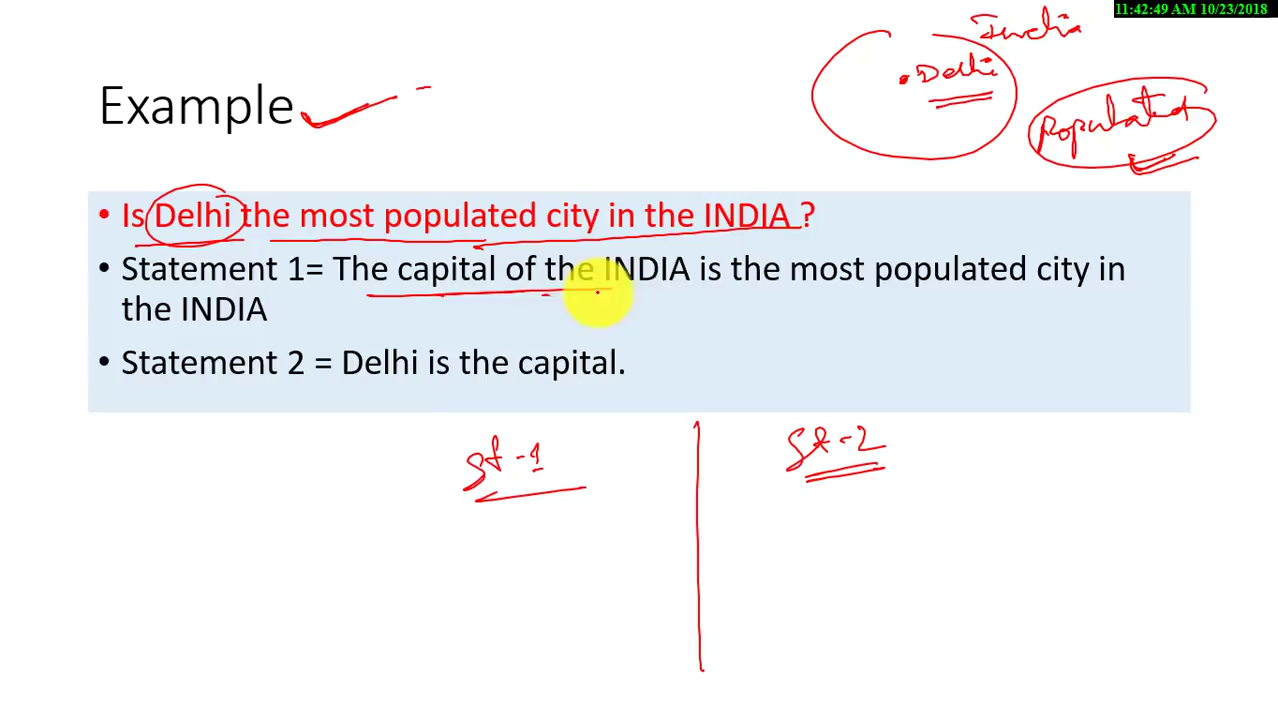 11:42:49 AM 10/23/2018
India
Delhi
Populated
Example
• Is Delhi the most populated city in the INDIA ?
• Statement 1= The capital of the INDIA is the most populated city in
the INDIA
• Statement 2 = Delhi is the capital.
St-1
St-2